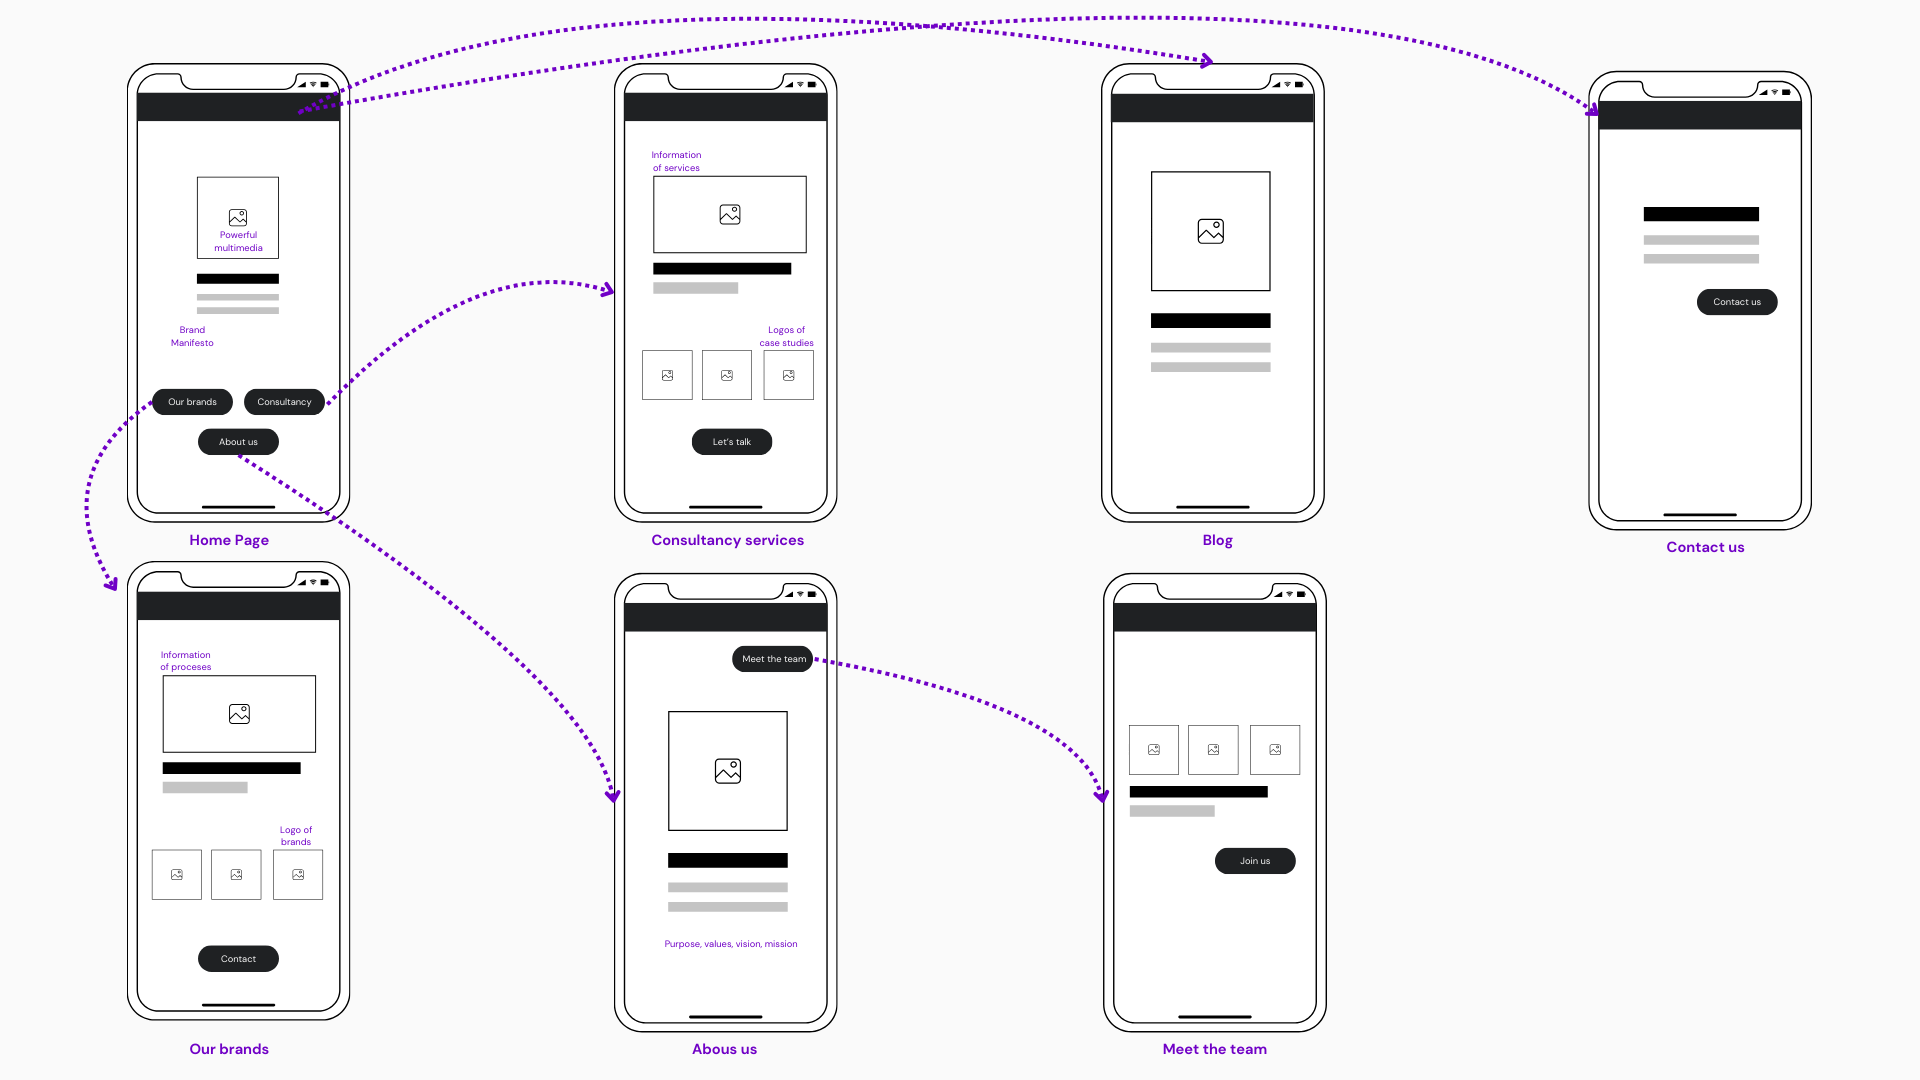 Powerful
multimedia
Brand
Manifesto
Our brands
Consultancy
About us
Home Page
Information
of services
Logos of
case studies
Let's talk
Consultancy services
Blog
Contact us
Contact us
Information
of proceses
Logo of
brands
Contact
Our brands
Meet the team
Purpose, values, vision, mission
Abous us
Join us
Meet the team